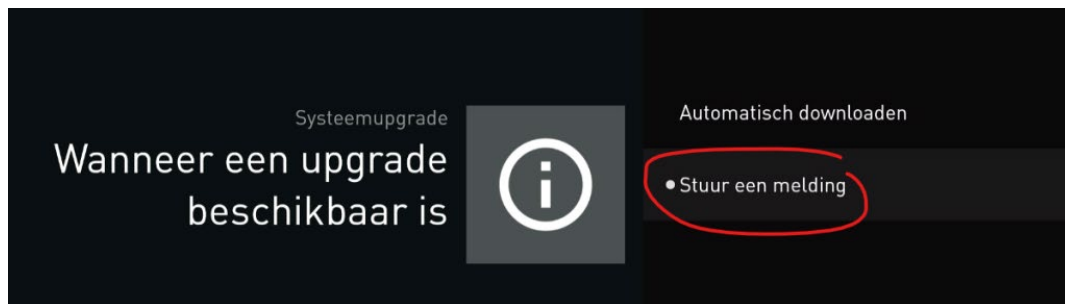 Systeemupgrade
Wanneer een upgrade
beschikbaar is
Automatisch downloaden
Stuur een melding